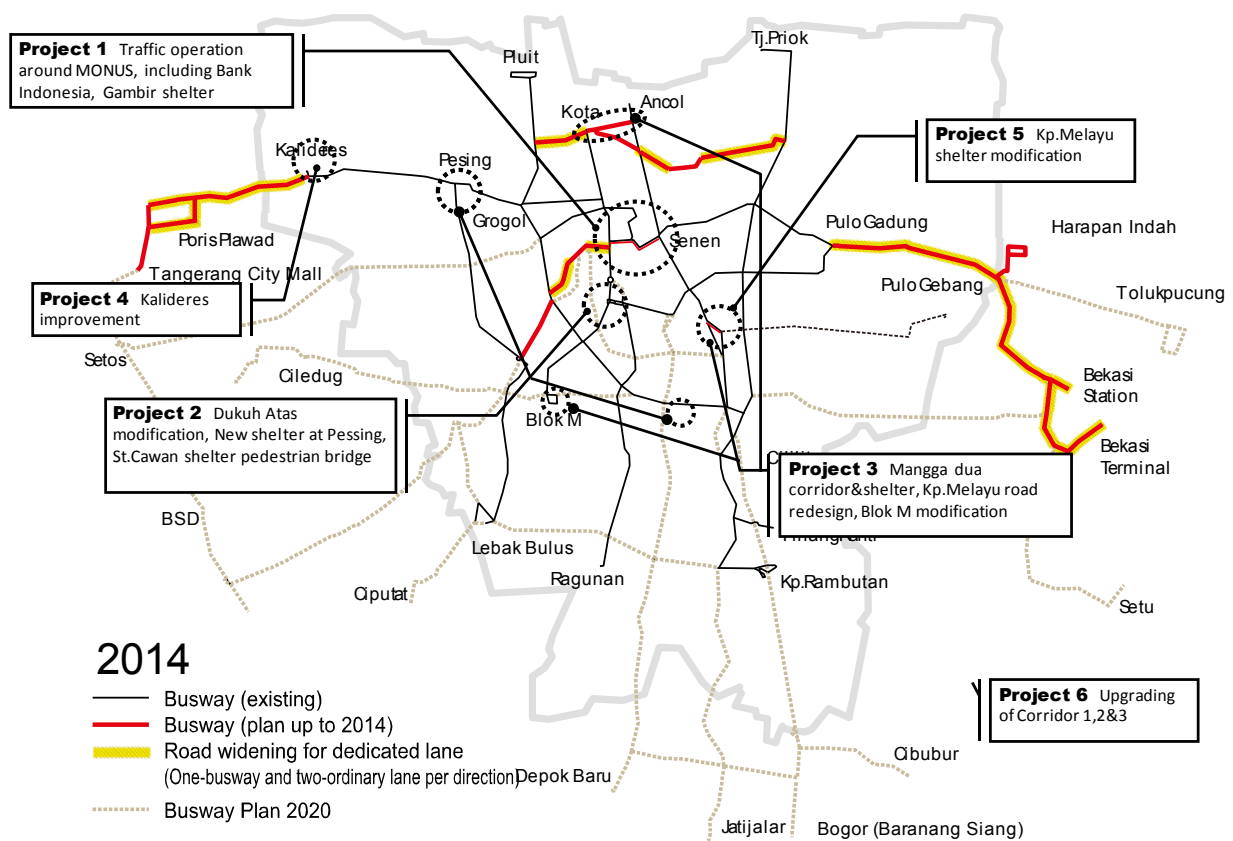 Project 1 Traffic operation
around MONUS, including Bank
Indonesia, Gambir shelter
Pluit
Tj.Priok
Kota
Ancol
Project 5 Kp.Melayu
shelter modification
Kalideres
Pesing
Grogol
Senen
Pulo Gadung
Harapan Indah
Poris Plawad
Tangerang City Mall
Pulo Gebang
Tolukpucung
Project 4 Kalideres
improvement
Setos
Ciledug
Bekasi
Station
Project 2 Dukuh Atas
modification, New shelter at Pessing,
St.Cawan shelter pedestrian bridge
Blok M
Bekasi
Terminal
Project 3 Mangga dua
corridor&shelter, Kp.Melayu road
redesign, Blok M modification
BSD
Lebak Bulus
Ragunan
Kp.Rambutan
Ciputat
Setu
2014
Busway (existing)
Busway (plan up to 2014)
Road widening for dedicated lane
(One-busway and two-ordinary lane per direction)
Busway Plan 2020
Project 6 Upgrading
of Corridor 1,2&3
Cibubur
Depok Baru
Jatijalar
Bogor (Baranang Siang)